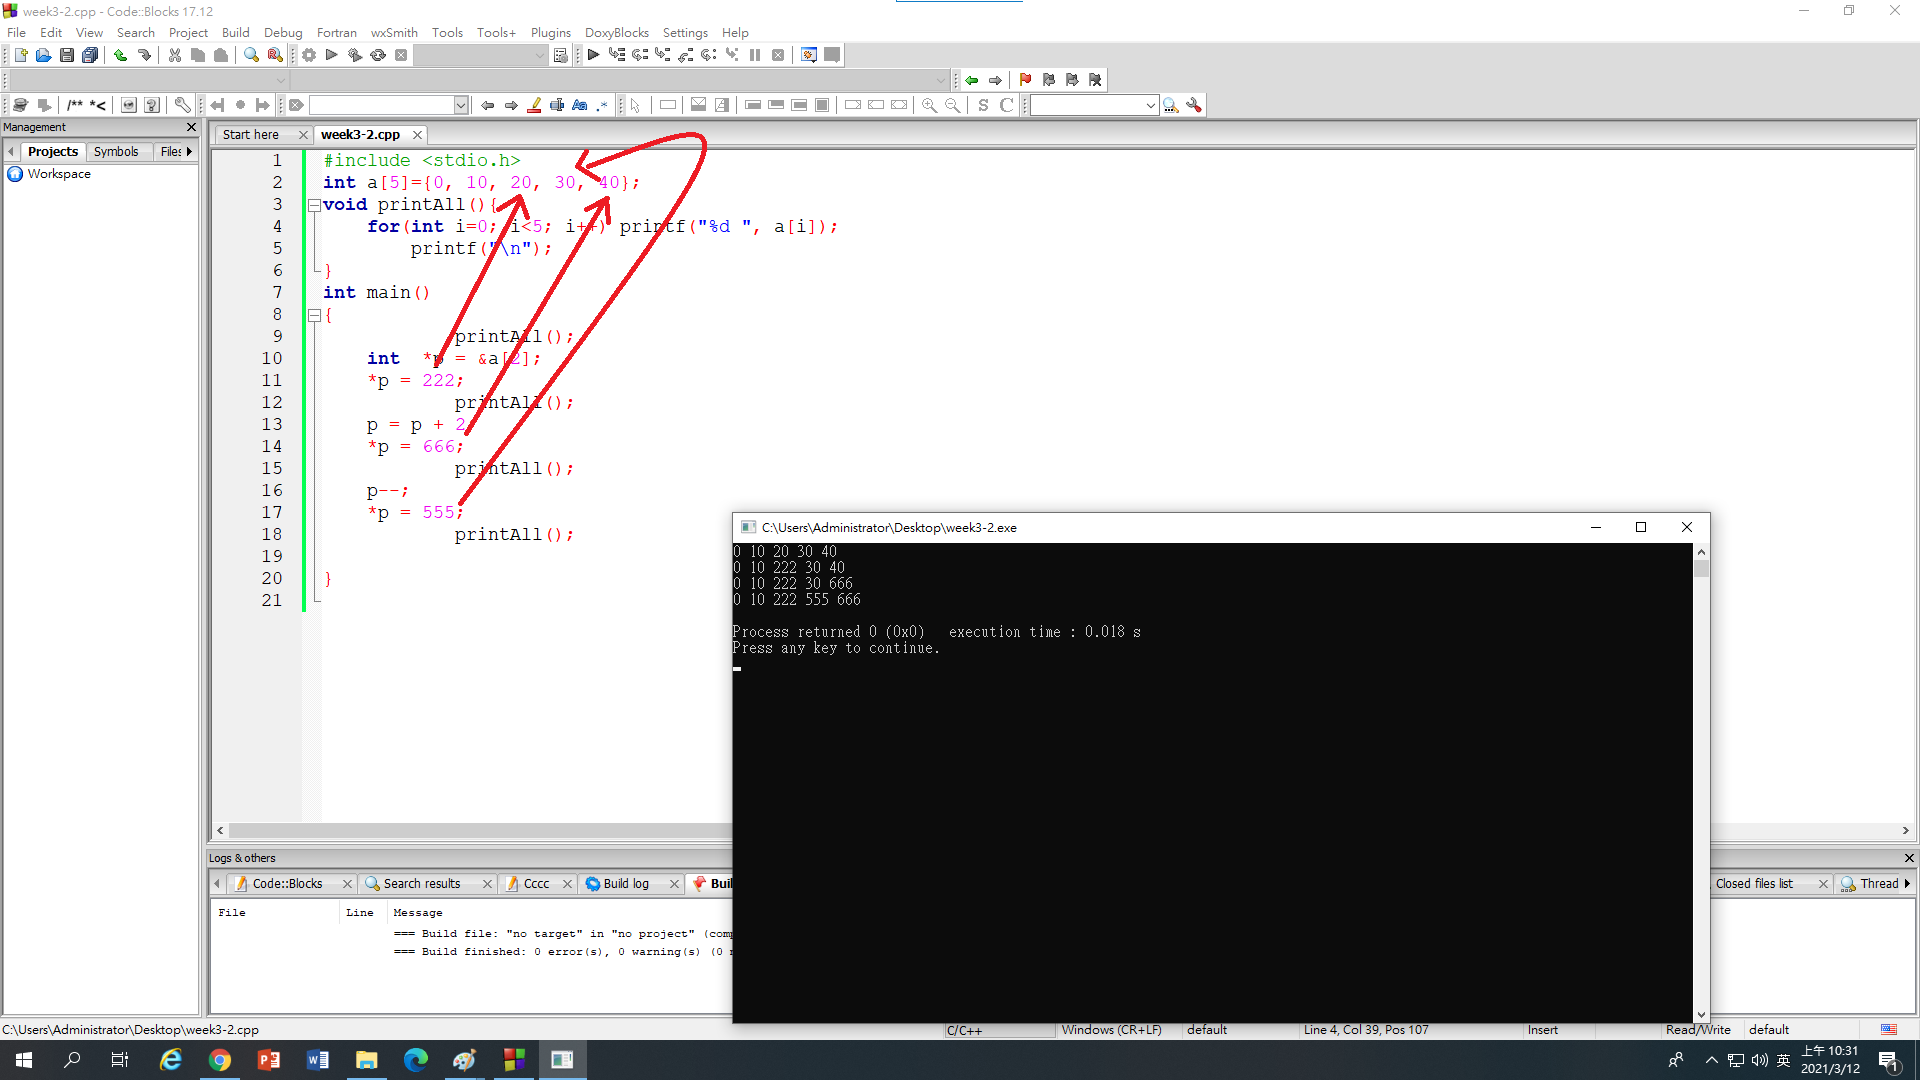 week3-2.cpp - Code::Blocks 17.12
File Edit View Search Project Build Debug Fortran wxSmith Tools Tools+ Plugins DoxyBlocks Settings Help
/** *<
Aa .* S C
Management
Projects Symbols Files
Workspace
Start here week3-2.cpp
1 #include <stdio.h>
2 int a[5]={0, 10, 20, 30, 40};
3 void printAll(){
4 for(int i=0; i<5; i++) printf("%d ", a[i]);
5 printf("\n");
6 }
7 int main()
8 {
9 printAll();
10 int *p = &a[2];
11 *p = 222;
12 printAll();
13 p = p + 2
14 *p = 666;
15 printAll();
16 p--;
17 *p = 555;
18 printAll();
19
20 }
21
C:\Users\Administrator\Desktop\week3-2.exe
0 10 20 30 40
0 10 222 30 40
0 10 222 30 666
0 10 222 555 666
Process returned 0 (0x0) execution time : 0.018 s
Press any key to continue.
Logs & others
Code::Blocks Search results Cccc Build log Closed files list Thread
File Line Message
=== Build file: "no target" in "no project"
=== Build finished: 0 error(s), 0 warning(s) (0
C:\Users\Administrator\Desktop\week3-2.cpp C/C++ Windows (CR+LF) default Line 4, Col 39, Pos 107 Insert Read/Write default
英 上午 10:31
2021/3/12
1